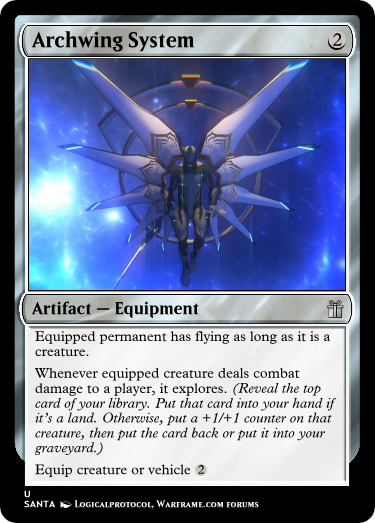 Archwing System 2
Artifact — Equipment
Equipped permanent has flying as long as it is a
creature.
Whenever equipped creature deals combat
damage to a player, it explores. (Reveal the top
card of your library. Put that card into your hand if
it's a land. Otherwise, put a +1/+1 counter on that
creature, then put the card back or put it into your
graveyard.)
Equip creature or vehicle 2
U
SANTA Logicalprotocol, Warframe.com forums